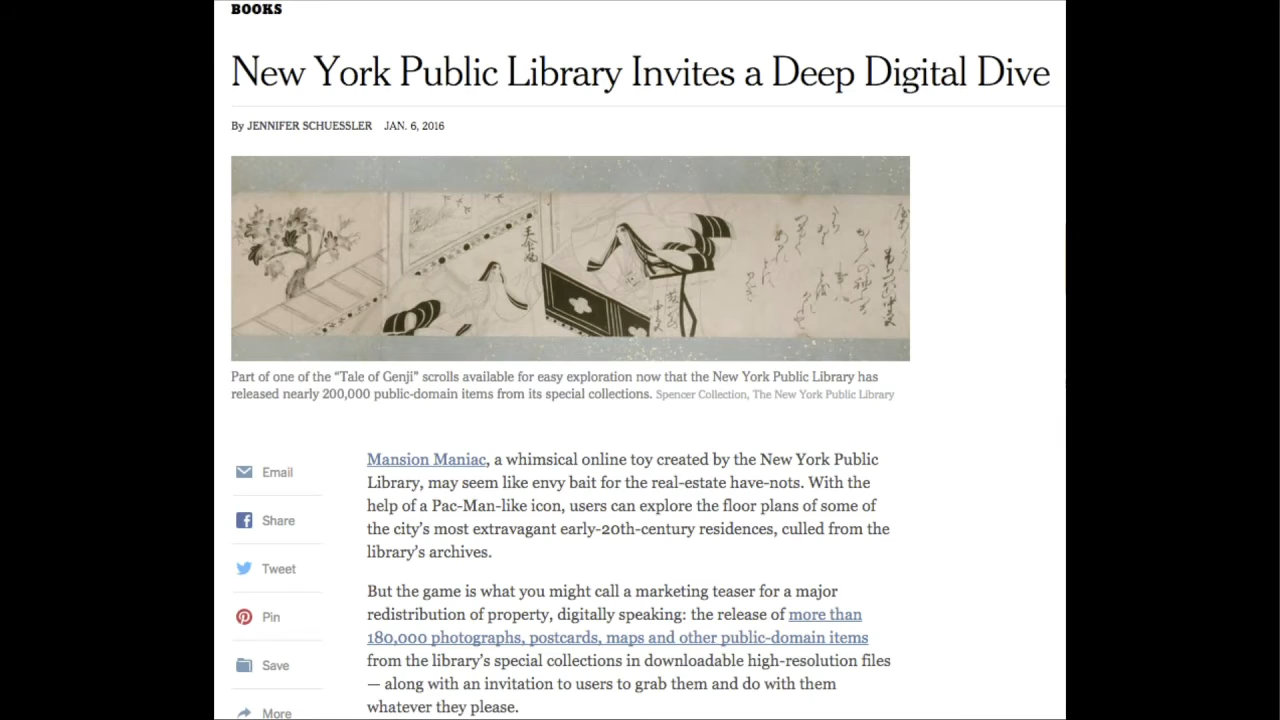 BOOKS
New York Public Library Invites a Deep Digital Dive
By JENNIFER SCHUESSLER JAN. 6, 2016
Part of one of the “Tale of Genji” scrolls available for easy exploration now that the New York Public Library has
released nearly 200,000 public-domain items from its special collections. Spencer Collection, The New York Public Library
Email
Share
Tweet
Pin
Save
More
Mansion Maniac, a whimsical online toy created by the New York Public
Library, may seem like envy bait for the real-estate have-nots. With the
help of a Pac-Man-like icon, users can explore the floor plans of some of
the city’s most extravagant early-20th-century residences, culled from the
library’s archives.
But the game is what you might call a marketing teaser for a major
redistribution of property, digitally speaking: the release of more than
180,000 photographs, postcards, maps and other public-domain items
from the library’s special collections in downloadable high-resolution files
— along with an invitation to users to grab them and do with them
whatever they please.